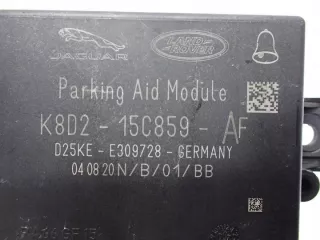 JAGUAR
LAND-ROVER
Parking Aid Module
K8D2 - 15C859 - AF
D25KE - E309728 - GERMANY
040820N/B/01/BB